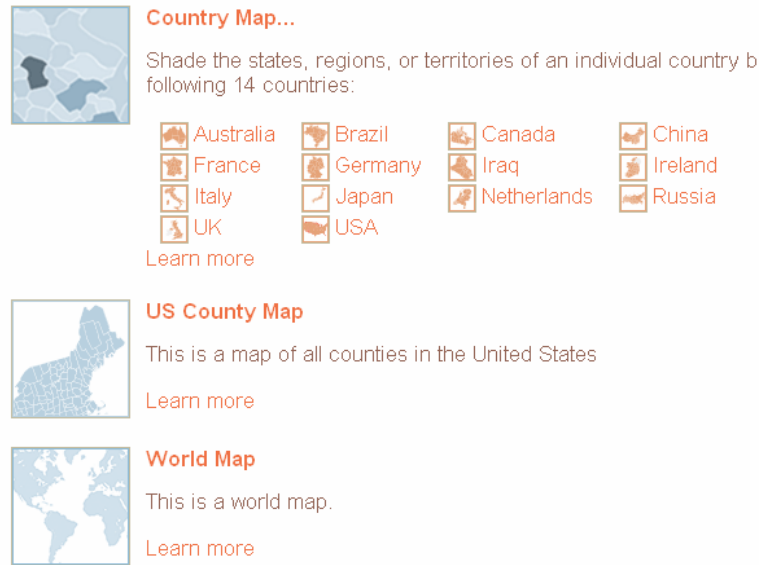 Country Map...
Shade the states, regions, or territories of an individual country b
following 14 countries:
Australia Brazil Canada China
France Germany Iraq Ireland
Italy Japan Netherlands Russia
UK USA
Learn more
US County Map
This is a map of all counties in the United States
Learn more
World Map
This is a world map.
Learn more